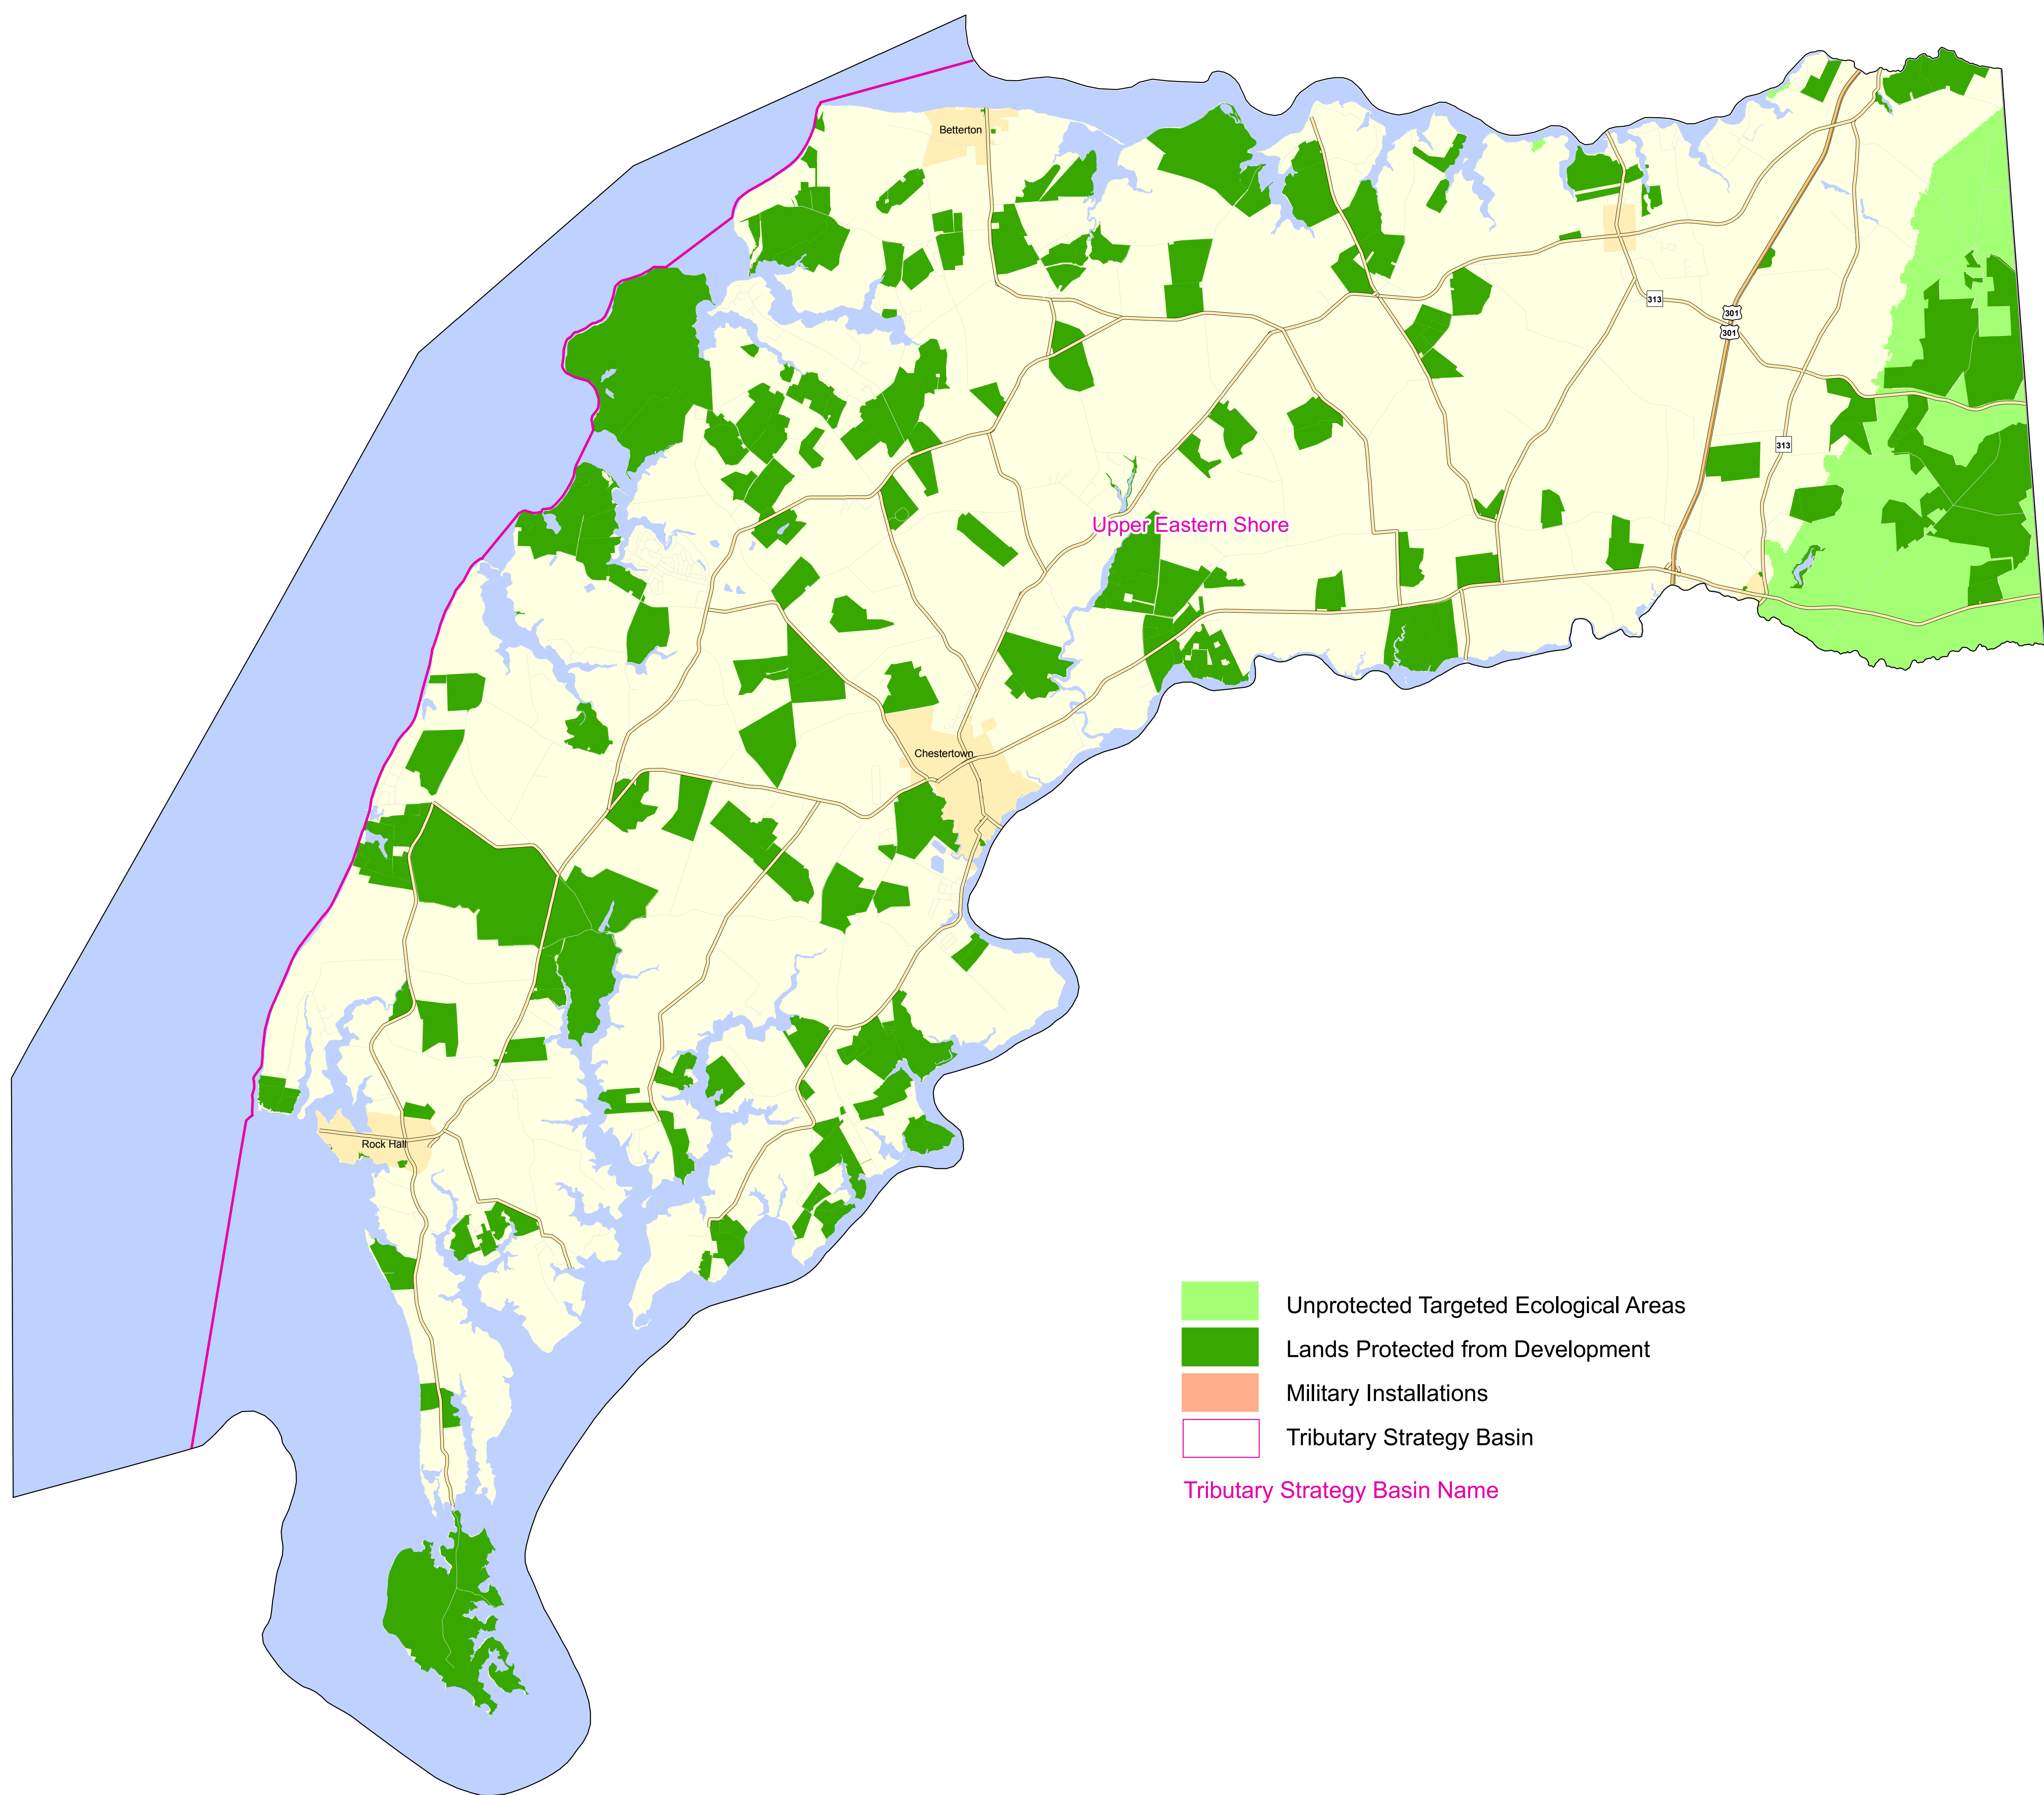 Betterton
313
301
301
313
Upper Eastern Shore
Chestertown
Rock Hall
Unprotected Targeted Ecological Areas
Lands Protected from Development
Military Installations
Tributary Strategy Basin
Tributary Strategy Basin Name